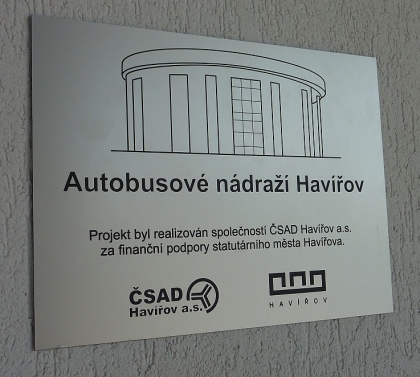 Autobusové nádraží Havířov
Projekt byl realizován společností ČSAD Havířov a.s.
za finanční podpory statutárního města Havířova.
ČSAD
Havířov a.s.
HAVÍŘOV